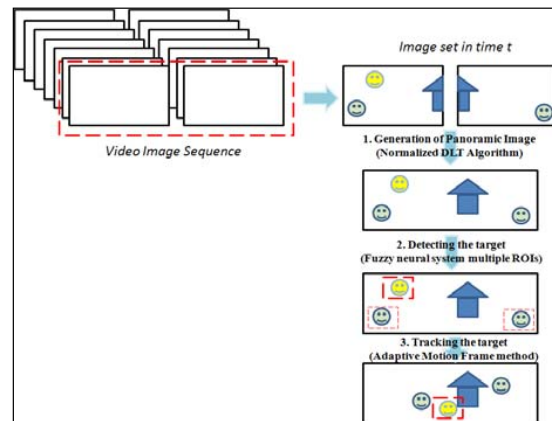 Image set in time t
Video Image Sequence
1. Generation of Panoramic Image
(Normalized DLT Algorithm)
2. Detecting the target
(Fuzzy neural system multiple ROIs)
3. Tracking the target
(Adaptive Motion Frame method)